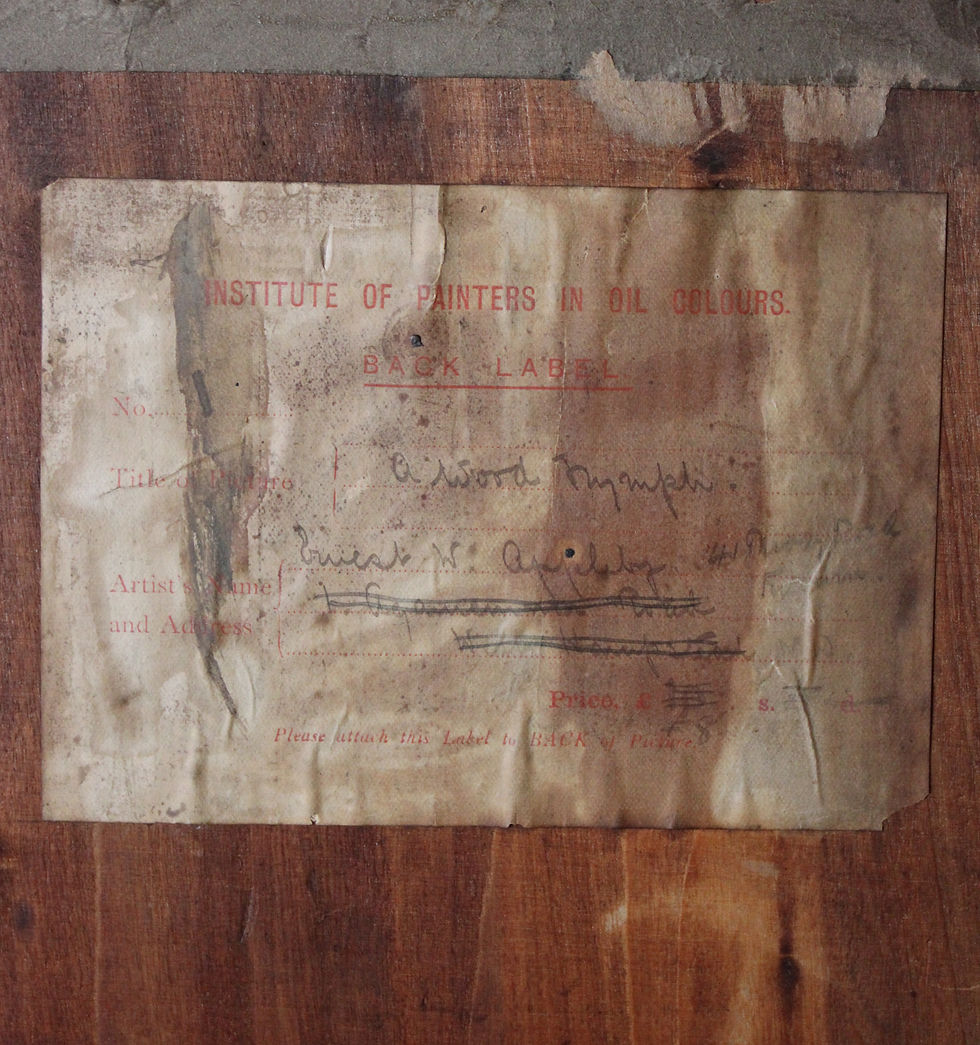 INSTITUTE OF PAINTERS IN OIL COLOURS.
BACK LABEL
No.
Title of Picture
A Wood Nymph.
Ernest W. Appleby
Artist's Name
and Address
Price, £ s. d.
Please attach this Label to BACK of Picture.